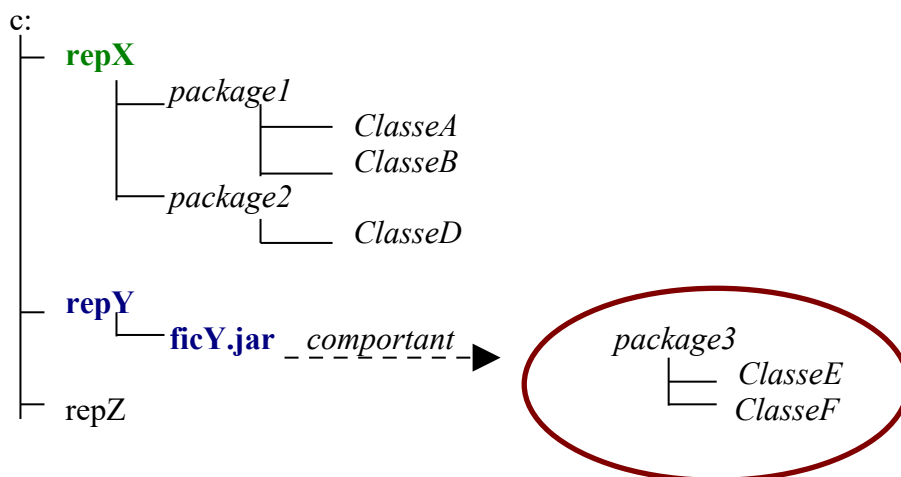 c:
repX
package1
ClasseA
ClasseB
package2
ClasseD
repY
ficY.jar comportant package3
ClasseE
ClasseF
repZ